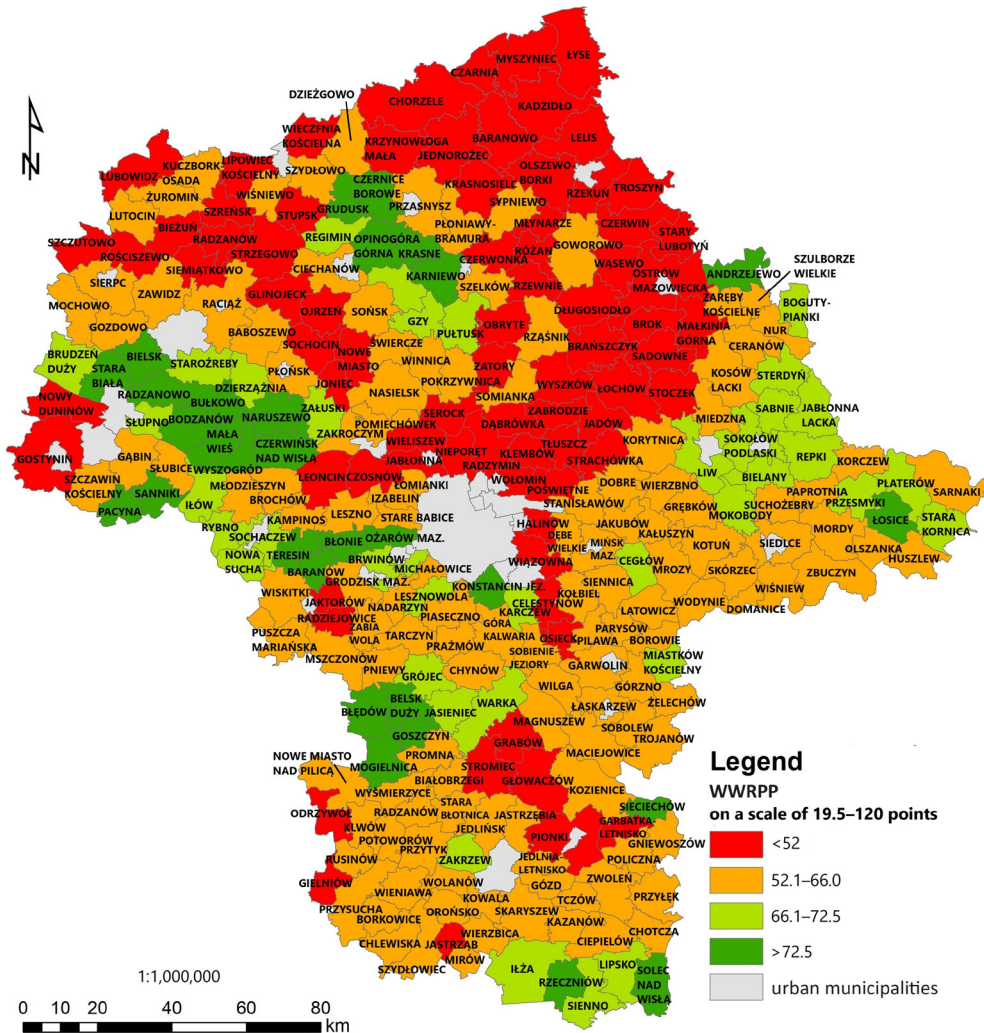 ŁYSE
MYSZYNIEC
CZARNIA
DZIEŻGOWO
CHORZELE
KADZIDŁO
WIECZFNIA
KOŚCIELNA
KRZYNOWŁOGA
MAŁA
BARANOWO
LELIS
JEDNOROŻEC
N
KUCZBORK-
OSADA
LIPOWIEC
KOŚCIELNY
SZYDŁOWO
LUBOWIDZ
CZERNICE
BOROWE
OLSZEWO-
BORKI
KRASNOSIELC
RZEKUŃ
TROSZYN
ŻUROMIN
WIŚNIEWO
PRZASNYSZ
SYPNIEWO
LUTOCIN
SZREŃSK
STUPSK
GRUDUSK
BIEŻUŃ
PŁONIAWY-
BRAMURA
MŁYNARZE
CZERWIN
STARY
LUBOTYŃ
SZCZUTOWO
RADZANÓW
REGIMIN
OPINOGÓRA
GÓRNA
KRASNE
RÓŻAN
GOWOROWO
ROŚCISZEWO
STRZEGOWO
CZERWONKA
WĄSEWO
SZULBORZE
WIELKIE
SIEMIĄTKOWO
CIECHANÓW
KARNIEWO
SZELKÓW
RZEWNIE
OSTRÓW
MAZOWIECKA
ANDRZEJEWO
SIERPC
MOCHOWO
ZAWIDZ
RACIĄŻ
GLINOJECK
OJRZEŃ
SOŃSK
GZY
PUŁTUSK
OBRYTE
DŁUGOSIODŁO
ZARĘBY
KOŚCIELNE
BOGUTY-
PIANKI
GOZDOWO
BABOSZEWO
SOCHOCIN
ŚWIERCZE
RZĄŚNIK
BROK
MAŁKINIA
GÓRNA
NUR
CERANÓW
BRUDZEŃ
DUŻY
BIELSK
STAROŹREBY
NOWE
MIASTO
WINNICA
BRAŃSZCZYK
SADOWNE
STARA
BIAŁA
RADZANOWO
DZIERZĄŻNIA
PŁOŃSK
JONIEC
POKRZYWNICA
ZATORY
WYSZKÓW
ŁOCHÓW
STOCZEK
KOSÓW
LACKI
STERDYŃ
NOWY
DUNINÓW
BULKOWO
NASIELSK
SOMIANKA
SŁUPNO
BODZANÓW
NARUSZEWO
ZAŁUSKI
SEROCK
ZABRODZIE
MIEDZNA
SABNIE
JABŁONNA
LACKA
MAŁA
WIEŚ
CZERWIŃSK
NAD WISŁĄ
ZAKROCZYM
POMIECHÓWEK
DĄBRÓWKA
JADÓW
KORYTNICA
SOKOŁÓW
PODLASKI
GOSTYNIN
GĄBIN
WIELISZEW
NIEPORĘT
TŁUSZCZ
KLEMBÓW
REPKI
SŁUBICE
WYSZOGRÓD
JABŁONNA
RADZYMIN
STRACHÓWKA
LIW
BIELANY
KORCZEW
SZCZAWIN
KOŚCIELNY
SANNIKI
MŁODZIESZYN
LEONCIN
CZOSNÓW
WOŁOMIN
POŚWIĘTNE
DOBRE
WIERZBNO
PLATERÓW
SARNAKI
PACYNA
IŁÓW
BROCHÓW
ŁOMIANKI
IZABELIN
STANISŁAWÓW
GRĘBKÓW
MOKOBODY
SUCHOŻEBRY
PAPROTNIA
PRZESMYKI
RYBNO
KAMPINOS
LESZNO
STARE BABICE
HALINÓW
JAKUBÓW
KAŁUSZYN
ŁOSICE
STARA
KORNICA
SOCHACZEW
BŁONIE
OŻARÓW MAZ.
DĘBE
WIELKIE
MIŃSK
MAZ.
KOTUŃ
SIEDLCE
MORDY
OLSZANKA
NOWA
SUCHA
TERESIN
BRWINÓW
MICHAŁOWICE
WIĄZOWNA
CEGŁÓW
MROZY
SKÓRZEC
ZBUCZYN
HUSZLEW
BARANÓW
GRODZISK MAZ.
KONSTANCIN JEZ.
SIENNICA
WIŚNIEW
WISKITKI
JAKTORÓW
LESZNOWOLA
CELESTYNÓW
KOŁBIEL
LATOWICZ
WODYNIE
DOMANICE
RADZIEJOWICE
NADARZYN
PIASECZNO
KARCZEW
GÓRA
KALWARIA
PUSZCZA
MARIAŃSKA
ŻABIA
WOLA
TARCZYN
PRAŻMÓW
OSIECK
PILAWA
PARYSÓW
BOROWIE
MSZCZONÓW
SOBIENIE
JEZIORY
MIASTKÓW
KOŚCIELNY
PNIEWY
GRÓJEC
CHYNÓW
GARWOLIN
WILGA
GÓRZNO
BŁĘDÓW
BELSK
DUŻY
JASIENIEC
WARKA
ŁASKARZEW
ŻELECHÓW
GOSZCZYN
MAGNUSZEW
SOBOLEW
TROJANÓW
NOWE MIASTO
NAD PILICĄ
MOGIELNICA
PROMNA
GRABÓW
MACIEJOWICE
STROMIEC
BIAŁOBRZEGI
GŁOWACZÓW
WYŚMIERZYCE
KOZIENICE
ODRZYWÓŁ
RADZANÓW
STARA
BŁOTNICA
JASTRZĘBIA
SIECIECHÓW
GARBATKA-
LETNISKO
KLWÓW
JEDLIŃSK
PIONKI
GNIEWOSZÓW
POTWORÓW
PRZYTYK
RUSINÓW
ZAKRZEW
JEDLNIA-
LETNISKO
POLICZNA
GIELNIÓW
WIENIAWA
WOLANÓW
GÓZD
ZWOLEŃ
PRZYSUCHA
KOWALA
TCZÓW
PRZYŁĘK
BORKOWICE
OROŃSKO
SKARYSZEW
KAZANÓW
CHLEWISKA
JASTRZĄB
WIERZBICA
CIEPIELÓW
CHOTCZA
SZYDŁOWIEC
MIRÓW
IŁŻA
RZECZNIÓW
LIPSKO
SOLEC
NAD
WISŁĄ
SIENNO
Legend
WWRPP
on a scale of 19.5–120 points
<52
52.1–66.0
66.1–72.5
>72.5
urban municipalities
1:1,000,000
0 10 20 40 60 80
km